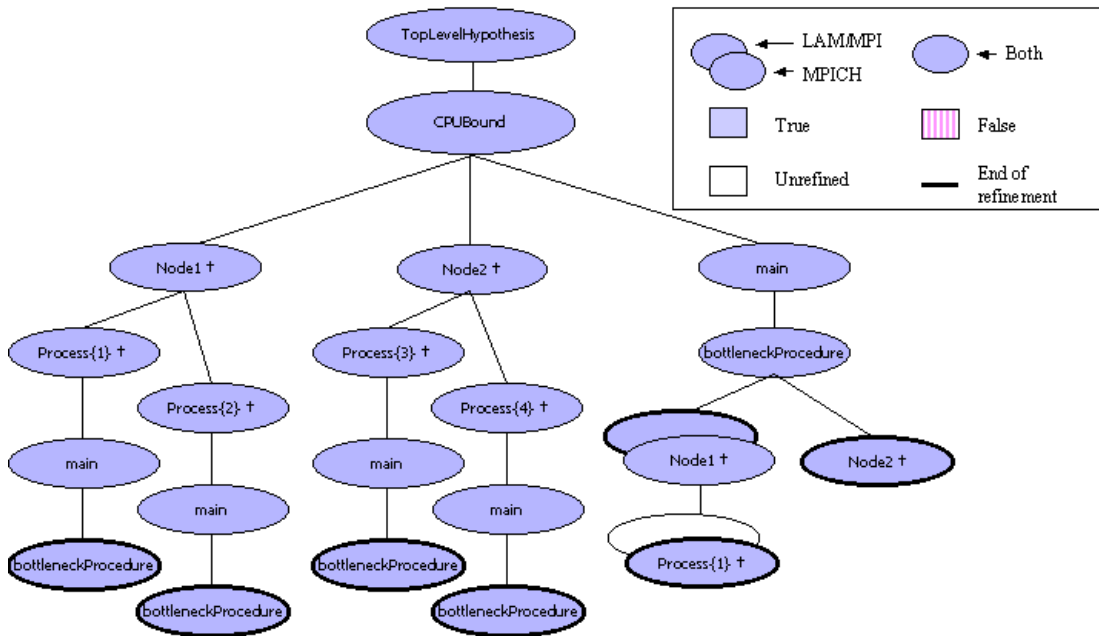 TopLevelHypothesis
LAM/MPI
MPICH
Both
True
False
Unrefined
End of
refinement
CPUBound
Node1 †
Node2 †
main
Process{1} †
Process{3} †
bottleneckProcedure
Process{2} †
Process{4} †
main
main
Node1 †
Node2 †
main
main
bottleneckProcedure
bottleneckProcedure
Process{1} †
bottleneckProcedure
bottleneckProcedure